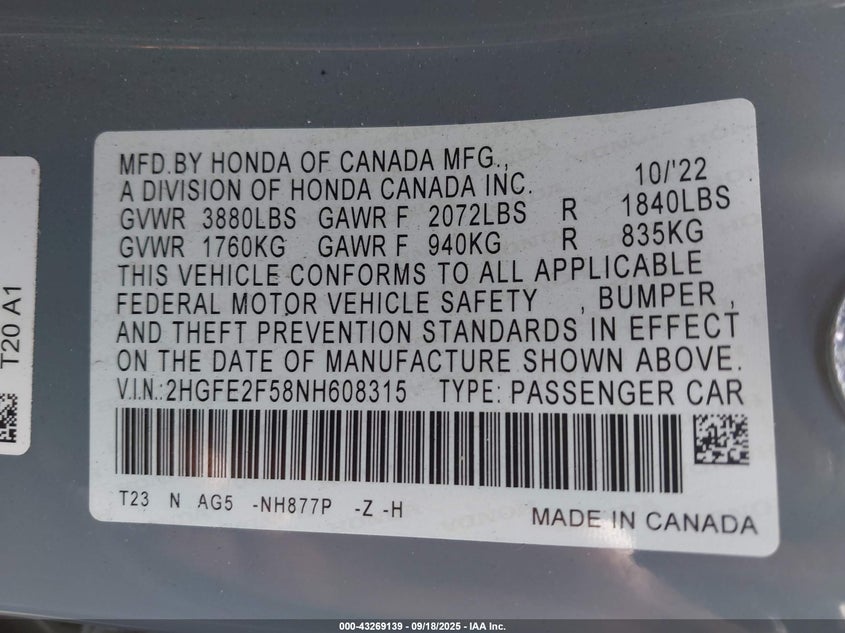 MFD.BY HONDA OF CANADA MFG.,
A DIVISION OF HONDA CANADA INC. 10/'22
GVWR 3880LBS GAWR F 2072LBS R 1840LBS
GVWR 1760KG GAWR F 940KG R 835KG
THIS VEHICLE CONFORMS TO ALL APPLICABLE
FEDERAL MOTOR VEHICLE SAFETY , BUMPER ,
AND THEFT PREVENTION STANDARDS IN EFFECT
ON THE DATE OF MANUFACTURE SHOWN ABOVE.
V.I.N.:2HGFE2F58NH608315 TYPE: PASSENGER CAR
T23 N AG5 -NH877P -Z -H
MADE IN CANADA
T20 A1
000-43269139 - 09/18/2025 - IAA Inc.